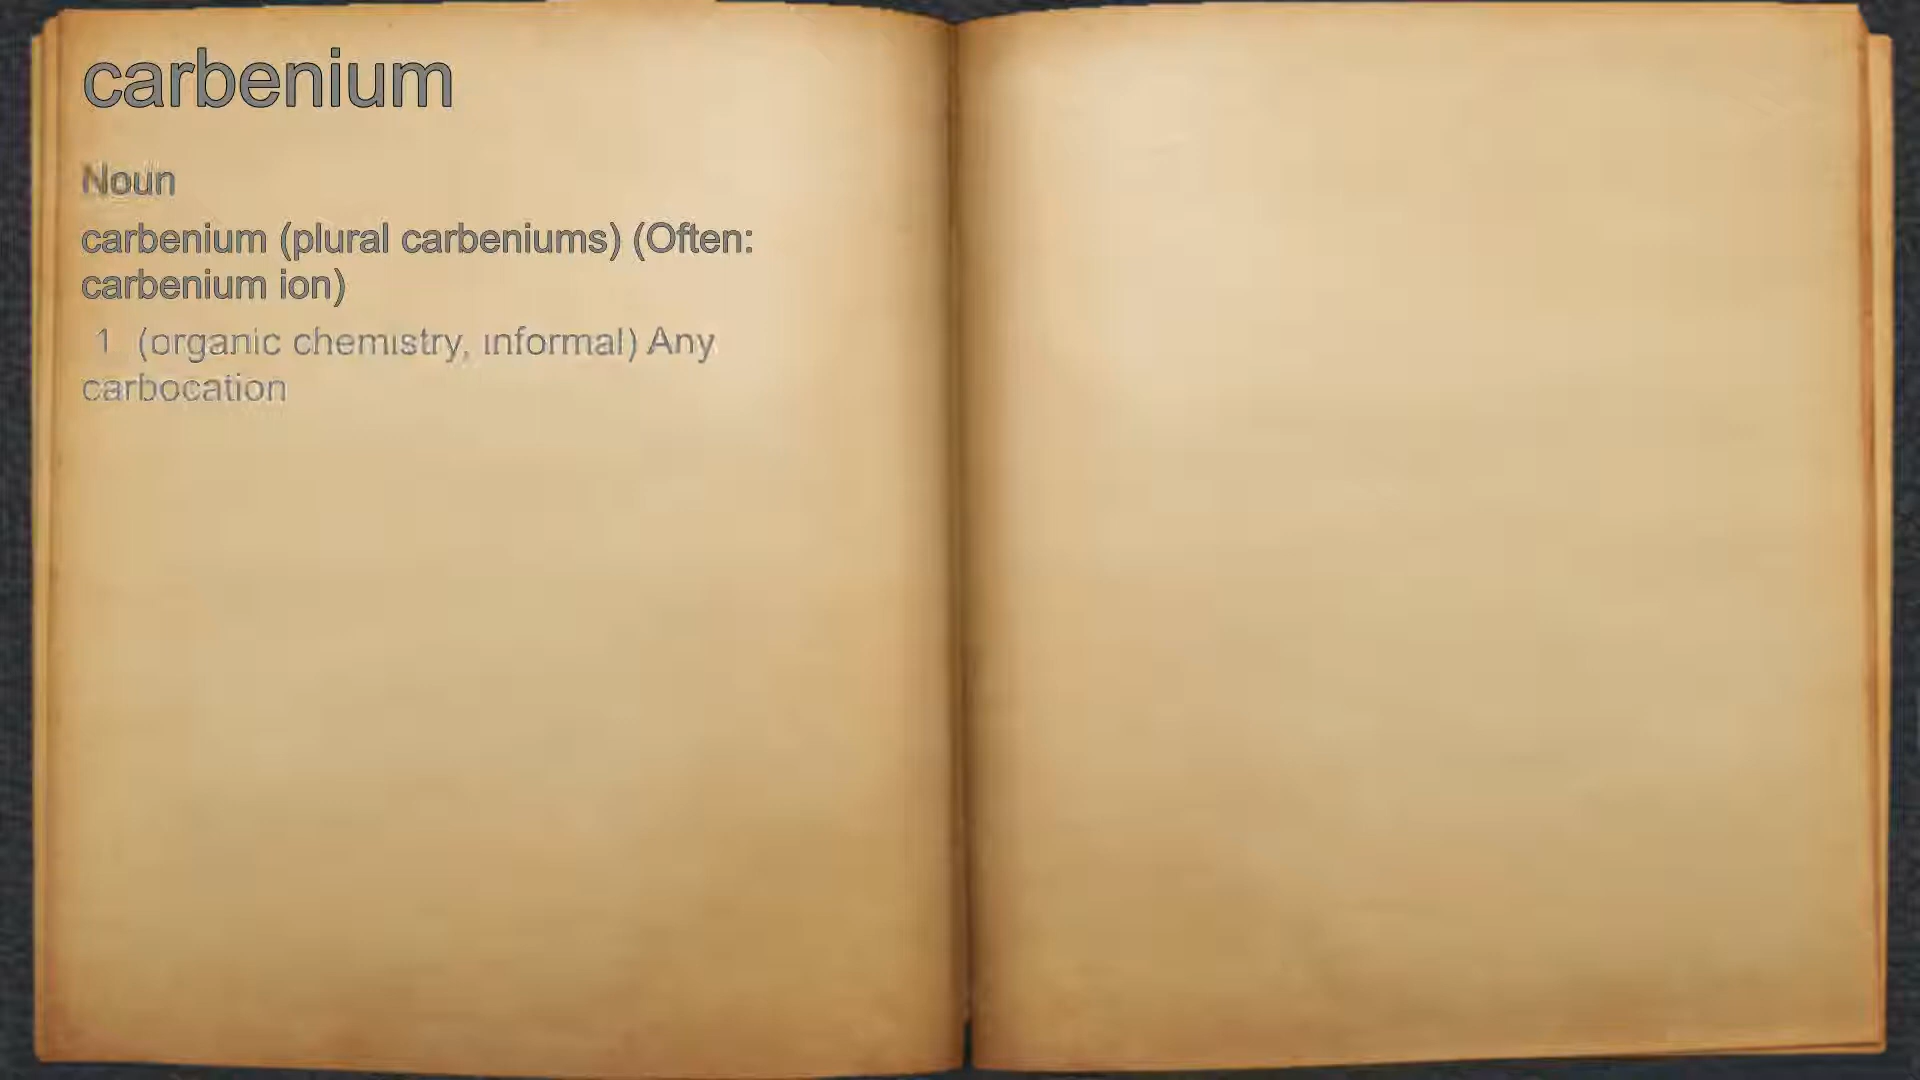 carbenium
Noun
carbenium (plural carbeniums) (Often:
carbenium ion)
1 (organic chemistry, informal) Any
carbocation